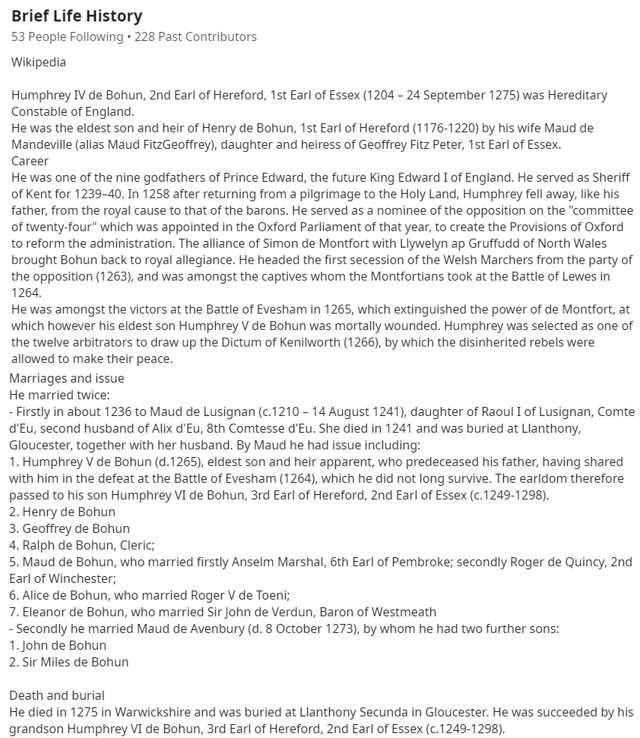 Brief Life History
53 People Following • 228 Past Contributors
Wikipedia
Humphrey IV de Bohun, 2nd Earl of Hereford, 1st Earl of Essex (1204 – 24 September 1275) was Hereditary
Constable of England.
He was the eldest son and heir of Henry de Bohun, 1st Earl of Hereford (1176-1220) by his wife Maud de
Mandeville (alias Maud FitzGeoffrey), daughter and heiress of Geoffrey Fitz Peter, 1st Earl of Essex.
Career
He was one of the nine godfathers of Prince Edward, the future King Edward I of England. He served as Sheriff
of Kent for 1239–40. In 1258 after returning from a pilgrimage to the Holy Land, Humphrey fell away, like his
father, from the royal cause to that of the barons. He served as a nominee of the opposition on the "committee
of twenty-four" which was appointed in the Oxford Parliament of that year, to create the Provisions of Oxford
to reform the administration. The alliance of Simon de Montfort with Llywelyn ap Gruffudd of North Wales
brought Bohun back to royal allegiance. He headed the first secession of the Welsh Marchers from the party of
the opposition (1263), and was amongst the captives whom the Montfortians took at the Battle of Lewes in
1264.
He was amongst the victors at the Battle of Evesham in 1265, which extinguished the power of de Montfort, at
which however his eldest son Humphrey V de Bohun was mortally wounded. Humphrey was selected as one of
the twelve arbitrators to draw up the Dictum of Kenilworth (1266), by which the disinherited rebels were
allowed to make their peace.
Marriages and issue
He married twice:
- Firstly in about 1236 to Maud de Lusignan (c.1210 – 14 August 1241), daughter of Raoul I of Lusignan, Comte
d'Eu, second husband of Alix d'Eu, 8th Comtesse d'Eu. She died in 1241 and was buried at Llanthony,
Gloucester, together with her husband. By Maud he had issue including:
1. Humphrey V de Bohun (d.1265), eldest son and heir apparent, who predeceased his father, having shared
with him in the defeat at the Battle of Evesham (1264), which he did not long survive. The earldom therefore
passed to his son Humphrey VI de Bohun, 3rd Earl of Hereford, 2nd Earl of Essex (c.1249-1298).
2. Henry de Bohun
3. Geoffrey de Bohun
4. Ralph de Bohun, Cleric;
5. Maud de Bohun, who married firstly Anselm Marshal, 6th Earl of Pembroke; secondly Roger de Quincy, 2nd
Earl of Winchester;
6. Alice de Bohun, who married Roger V de Toeni;
7. Eleanor de Bohun, who married Sir John de Verdun, Baron of Westmeath
- Secondly he married Maud de Avenbury (d. 8 October 1273), by whom he had two further sons:
1. John de Bohun
2. Sir Miles de Bohun
Death and burial
He died in 1275 in Warwickshire and was buried at Llanthony Secunda in Gloucester. He was succeeded by his
grandson Humphrey VI de Bohun, 3rd Earl of Hereford, 2nd Earl of Essex (c.1249-1298).